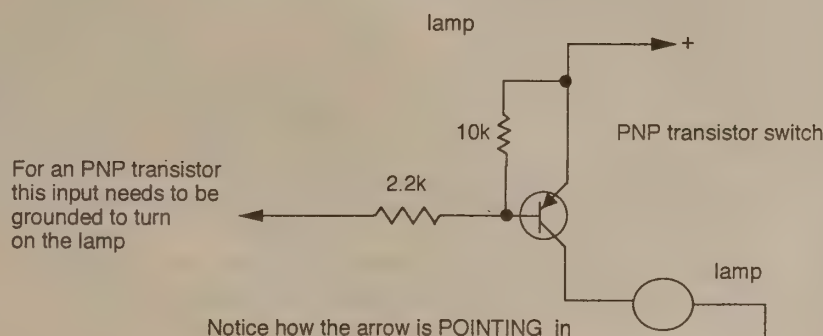 lamp
+
10k
PNP transistor switch
For an PNP transistor
this input needs to be
grounded to turn
on the lamp
2.2k
lamp
Notice how the arrow is POINTING in